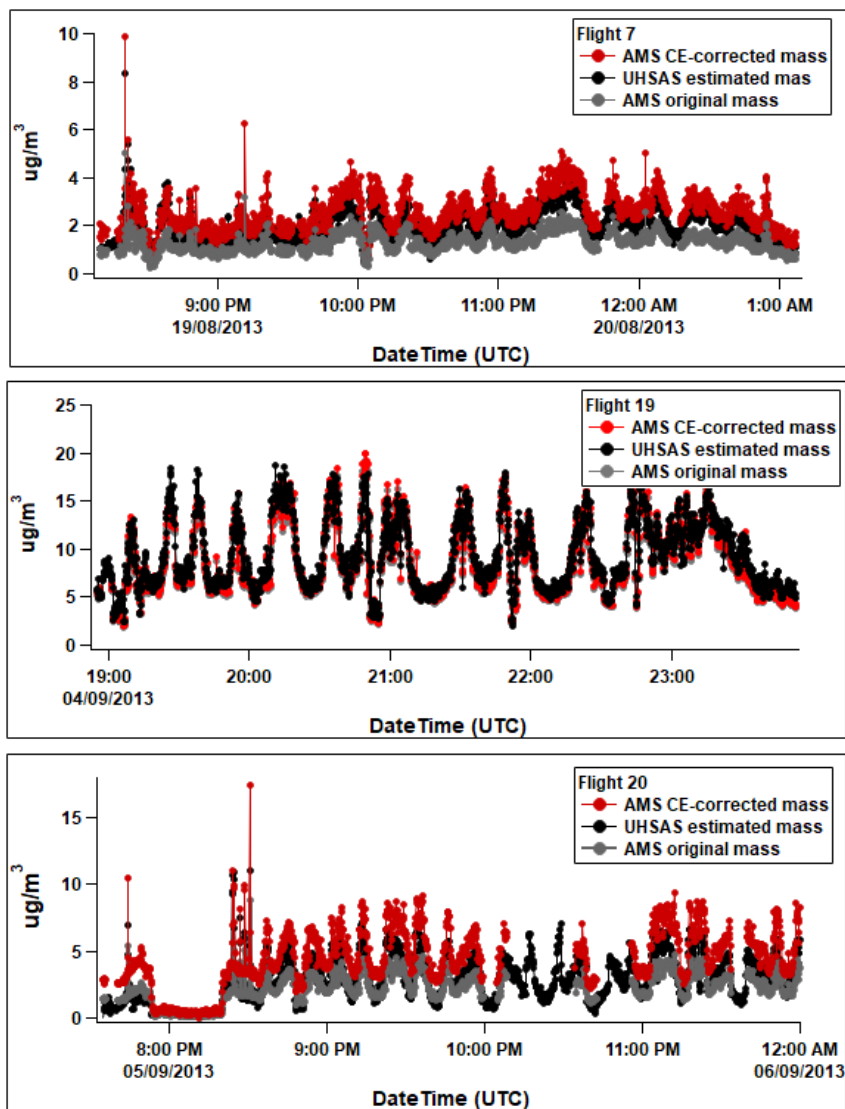 Flight 7
AMS CE-corrected mass
UHSAS estimated mas
AMS original mass
10
8
6
4
2
0
ug/m³
9:00 PM 10:00 PM 11:00 PM 12:00 AM 1:00 AM
19/08/2013 20/08/2013
DateTime (UTC)
Flight 19
AMS CE-corrected mass
UHSAS estimated mass
AMS original mass
25
20
15
10
5
0
ug/m³
19:00 20:00 21:00 22:00 23:00
04/09/2013
DateTime (UTC)
Flight 20
AMS CE-corrected mass
UHSAS estimated mass
AMS original mass
15
10
5
0
ug/m³
8:00 PM 9:00 PM 10:00 PM 11:00 PM 12:00 AM
05/09/2013 06/09/2013
DateTime (UTC)